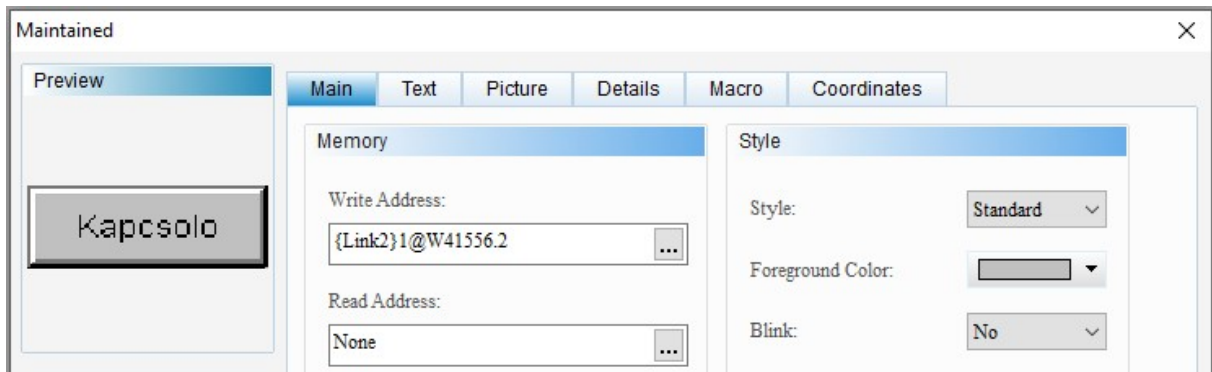 Maintained
Preview
Kapcsolo
Main Text Picture Details Macro Coordinates
Memory
Write Address:
{Link2}1@W41556.2
...
Read Address:
None
...
Style
Style: Standard
Foreground Color:
Blink: No